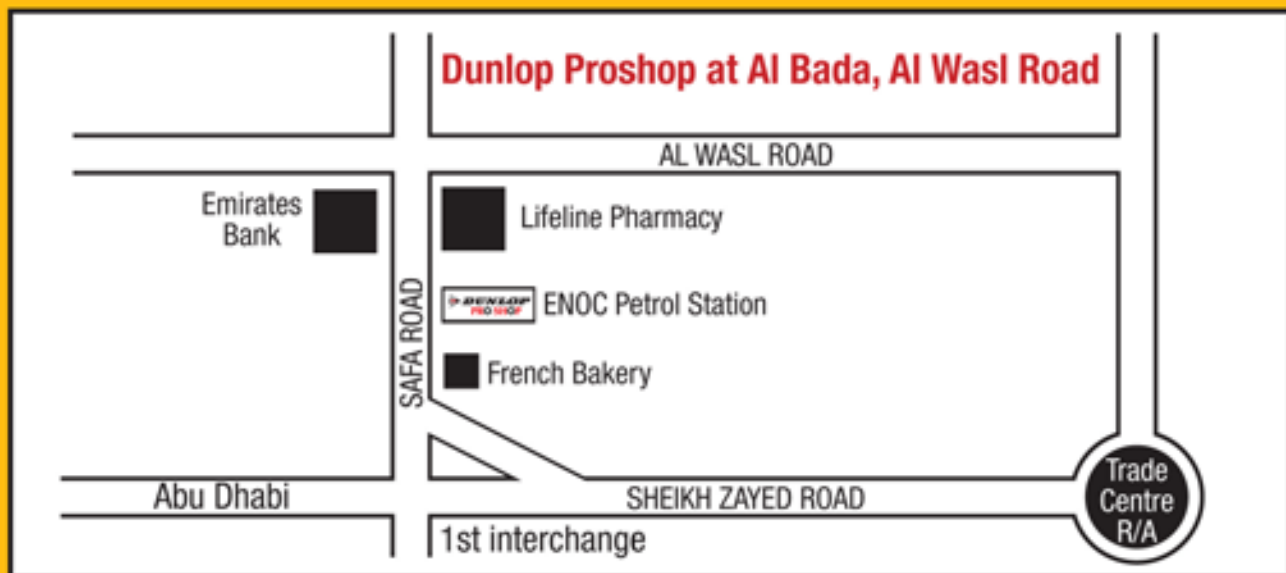 Dunlop Proshop at Al Bada, Al Wasl Road
AL WASL ROAD
Emirates
Bank
Lifeline Pharmacy
SAFA ROAD
DUNLOP
PRO SHOP
ENOC Petrol Station
French Bakery
Abu Dhabi
SHEIKH ZAYED ROAD
Trade
Centre
R/A
1st interchange